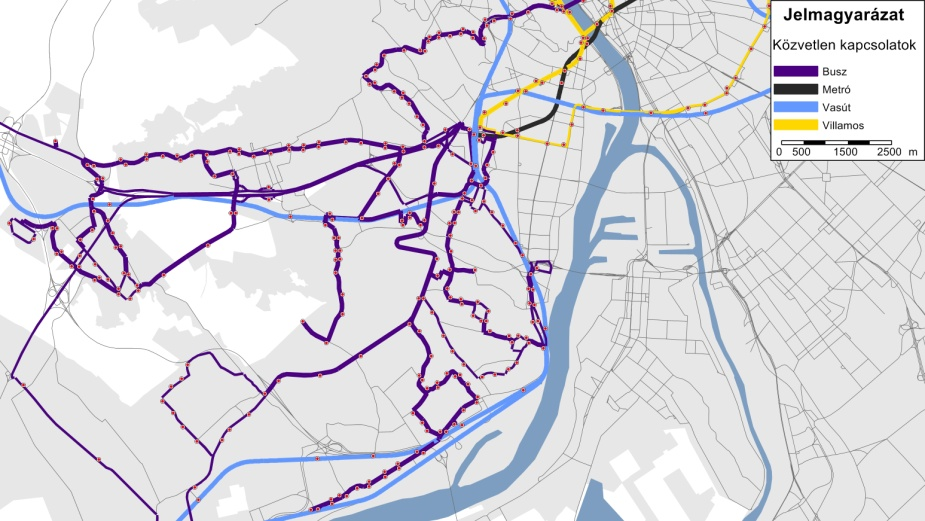 Jelmagyarázat
Közvetlen kapcsolatok
Busz
Metró
Vasút
Villamos
0 500 1500 2500 m